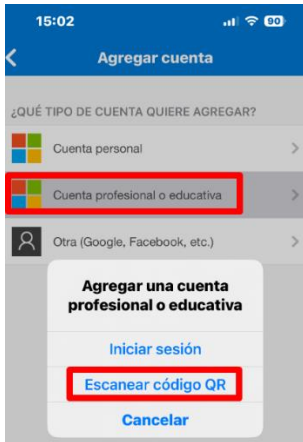 15:02
90
Agregar cuenta
¿QUÉ TIPO DE CUENTA QUIERE AGREGAR?
Cuenta personal
Cuenta profesional o educativa
Otra (Google, Facebook, etc.)
Agregar una cuenta
profesional o educativa
Iniciar sesión
Escanear código QR
Cancelar